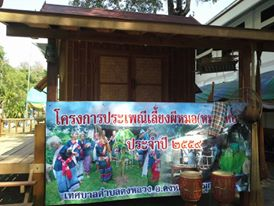 โครงการประเพณีเลี้ยงผีหมอ
ประจำปี ๒๕๕๙
เทศบาลตำบลดงหลวง อ.ดงหลวง